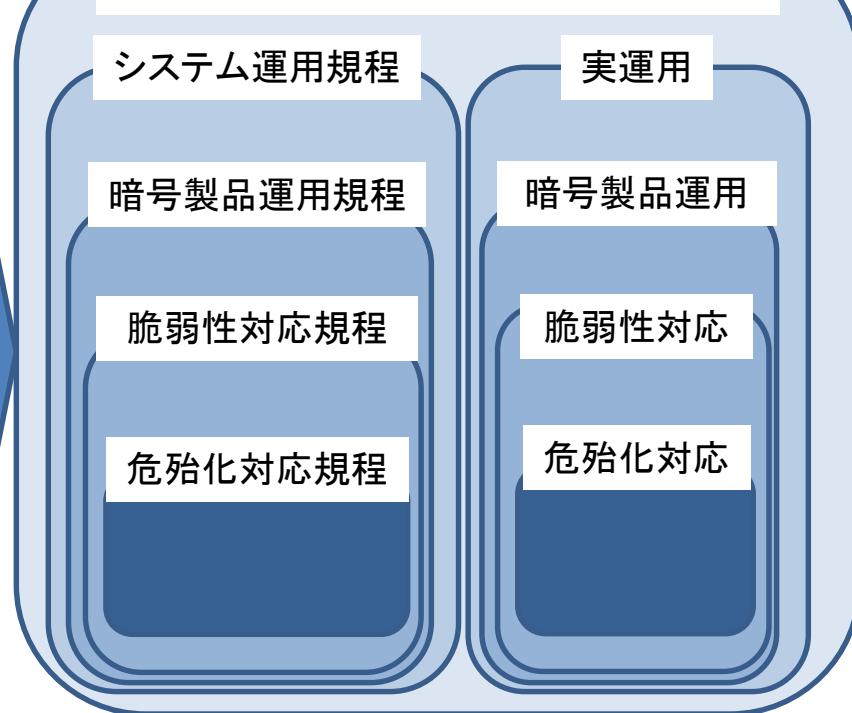 システム運用規程
実運用
暗号製品運用規程
暗号製品運用
脆弱性対応規程
脆弱性対応
危殆化対応規程
危殆化対応